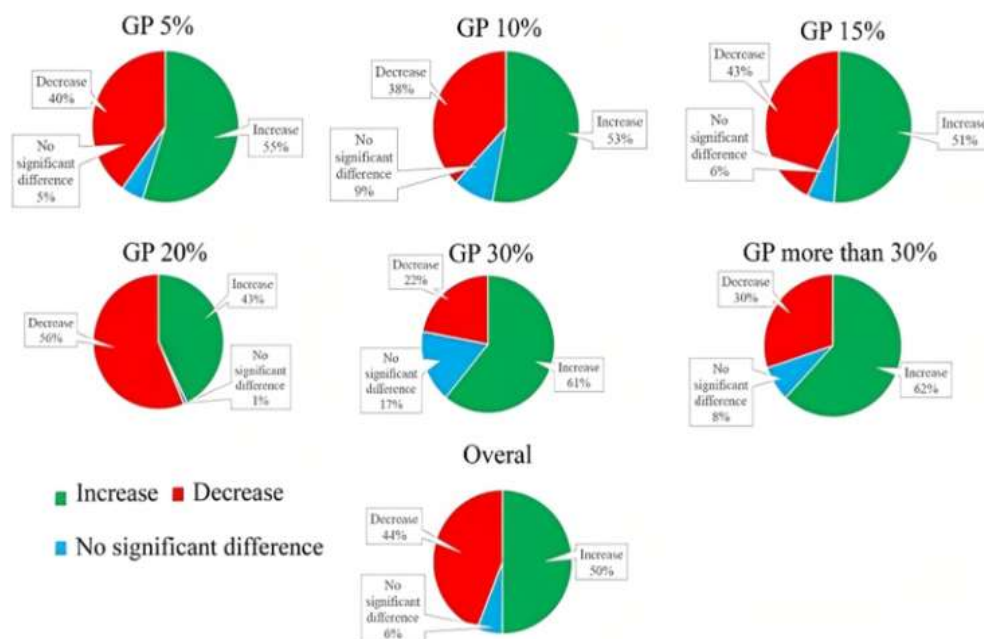 GP 5%
GP 10%
GP 15%
Decrease
40%
No
significant
difference
5%
Increase
55%
Decrease
38%
No
significant
difference
9%
Increase
53%
Decrease
43%
No
significant
difference
6%
Increase
51%
GP 20%
GP 30%
GP more than 30%
Decrease
56%
Increase
43%
No
significant
difference
1%
Decrease
22%
No
significant
difference
17%
Increase
61%
Decrease
30%
No
significant
difference
8%
Increase
62%
Overal
Increase Decrease
No significant difference
Decrease
44%
No
significant
difference
6%
Increase
50%